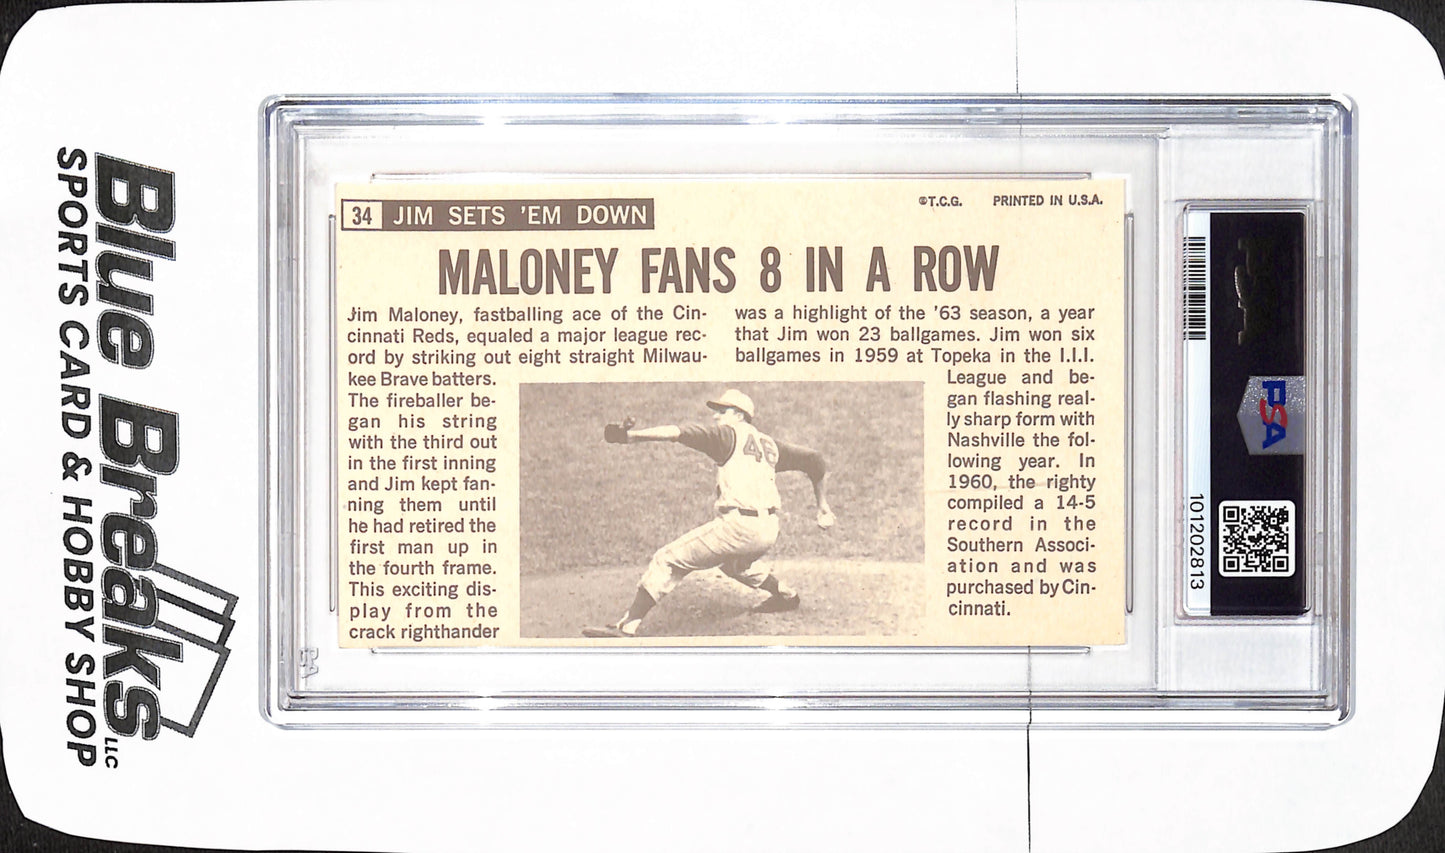 Blue Breaks LLC
SPORTS CARD & HOBBY SHOP
34 JIM SETS 'EM DOWN
©T.C.G. PRINTED IN U.S.A.
MALONEY FANS 8 IN A ROW
Jim Maloney, fastballing ace of the Cin-
cinnati Reds, equaled a major league rec-
ord by striking out eight straight Milwau-
kee Brave batters.
The fireballer be-
gan his string
with the third out
in the first inning
and Jim kept fan-
ning them until
he had retired the
first man up in
the fourth frame.
This exciting dis-
play from the
crack righthander
was a highlight of the '63 season, a year
that Jim won 23 ballgames. Jim won six
ballgames in 1959 at Topeka in the I.I.I.
League and be-
gan flashing real-
ly sharp form with
Nashville the fol-
lowing year. In
1960, the righty
compiled a 14-5
record in the
Southern Associ-
ation and was
purchased by Cin-
cinnati.
46
PSA
PSA
101202813
PSA